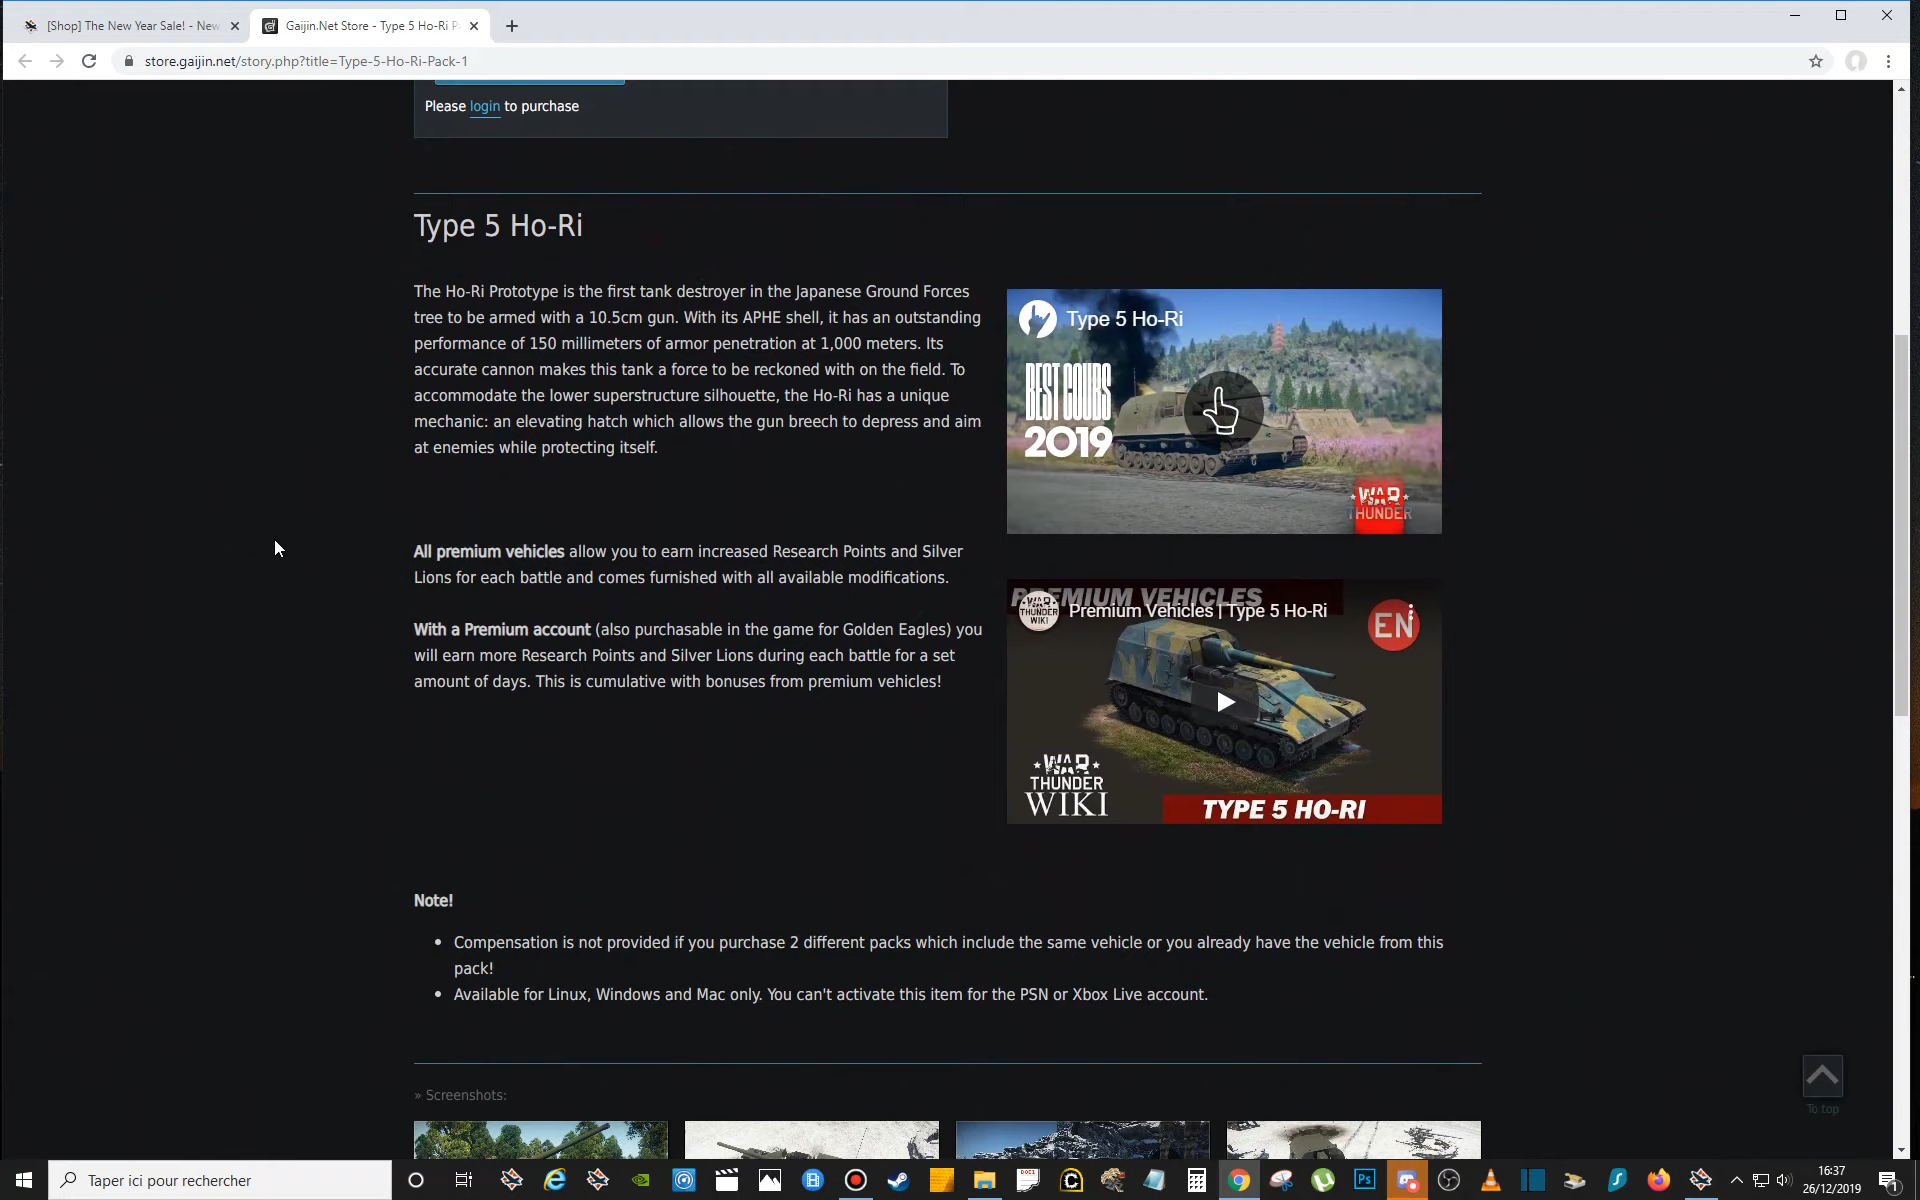 [Shop] The New Year Sale! - New
Gaijin.Net Store - Type 5 Ho-Ri P
store.gaijin.net/story.php?title=Type-5-Ho-Ri-Pack-1
Please login to purchase
Type 5 Ho-Ri
The Ho-Ri Prototype is the first tank destroyer in the Japanese Ground Forces
tree to be armed with a 10.5cm gun. With its APHE shell, it has an outstanding
performance of 150 millimeters of armor penetration at 1,000 meters. Its
accurate cannon makes this tank a force to be reckoned with on the field. To
accommodate the lower superstructure silhouette, the Ho-Ri has a unique
mechanic: an elevating hatch which allows the gun breech to depress and aim
at enemies while protecting itself.
All premium vehicles allow you to earn increased Research Points and Silver
Lions for each battle and comes furnished with all available modifications.
With a Premium account (also purchasable in the game for Golden Eagles) you
will earn more Research Points and Silver Lions during each battle for a set
amount of days. This is cumulative with bonuses from premium vehicles!
Type 5 Ho-Ri
BEST COUBS
2019
WAR
THUNDER
PREMIUM VEHICLES
WAR
THUNDER
WIKI
Premium Vehicles | Type 5 Ho-Ri
EN
WAR
THUNDER
WIKI
TYPE 5 HO-RI
Note!
• Compensation is not provided if you purchase 2 different packs which include the same vehicle or you already have the vehicle from this
pack!
• Available for Linux, Windows and Mac only. You can't activate this item for the PSN or Xbox Live account.
» Screenshots:
To top
Taper ici pour rechercher
Ps
16:37
26/12/2019
1